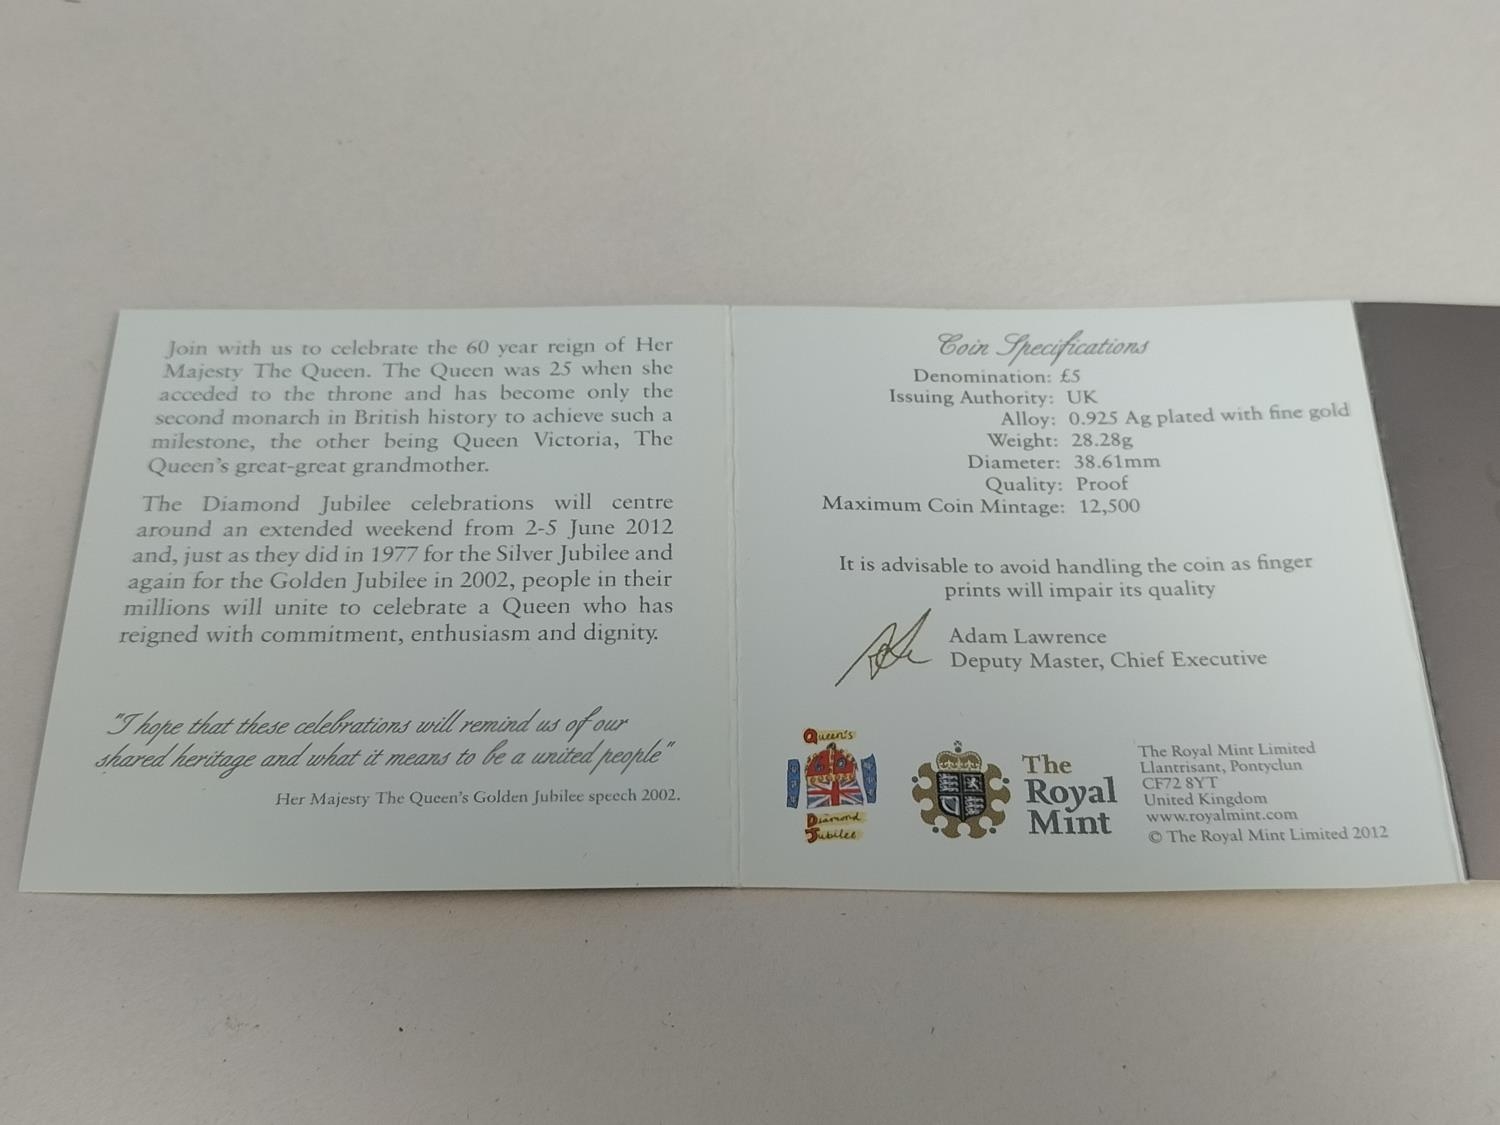 Join with us to celebrate the 60 year reign of Her
Majesty The Queen. The Queen was 25 when she
acceded to the throne and has become only the
second monarch in British history to achieve such a
milestone, the other being Queen Victoria, The
Queen's great-great grandmother.
The Diamond Jubilee celebrations will centre
around an extended weekend from 2-5 June 2012
and, just as they did in 1977 for the Silver Jubilee and
again for the Golden Jubilee in 2002, people in their
millions will unite to celebrate a Queen who has
reigned with commitment, enthusiasm and dignity.
"I hope that these celebrations will remind us of our
shared heritage and what it means to be a united people"
Her Majesty The Queen's Golden Jubilee speech 2002.
Coin Specifications
Denomination: £5
Issuing Authority: UK
Alloy: 0.925 Ag plated with fine gold
Weight: 28.28g
Diameter: 38.61mm
Quality: Proof
Maximum Coin Mintage: 12,500
It is advisable to avoid handling the coin as finger
prints will impair its quality
Adam Lawrence
Deputy Master, Chief Executive
Queen's
Diamond
Jubilee
The
Royal
Mint
The Royal Mint Limited
Llantrisant, Pontyclun
CF72 8YT
United Kingdom
www.royalmint.com
© The Royal Mint Limited 2012